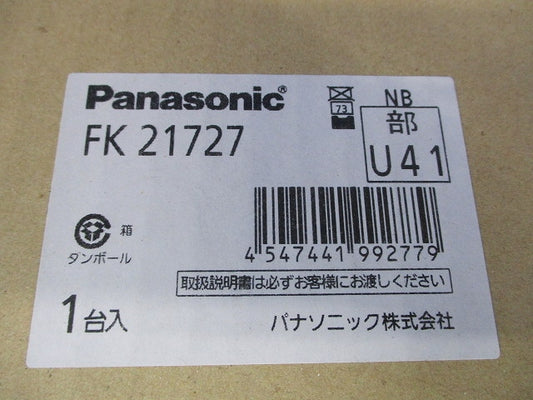 Panasonic®
FK 21727
73
NB
部
U41
箱
ダンボール
4 547441 992779
取扱説明書は必ずお客様にお渡しください
1台入
パナソニック株式会社